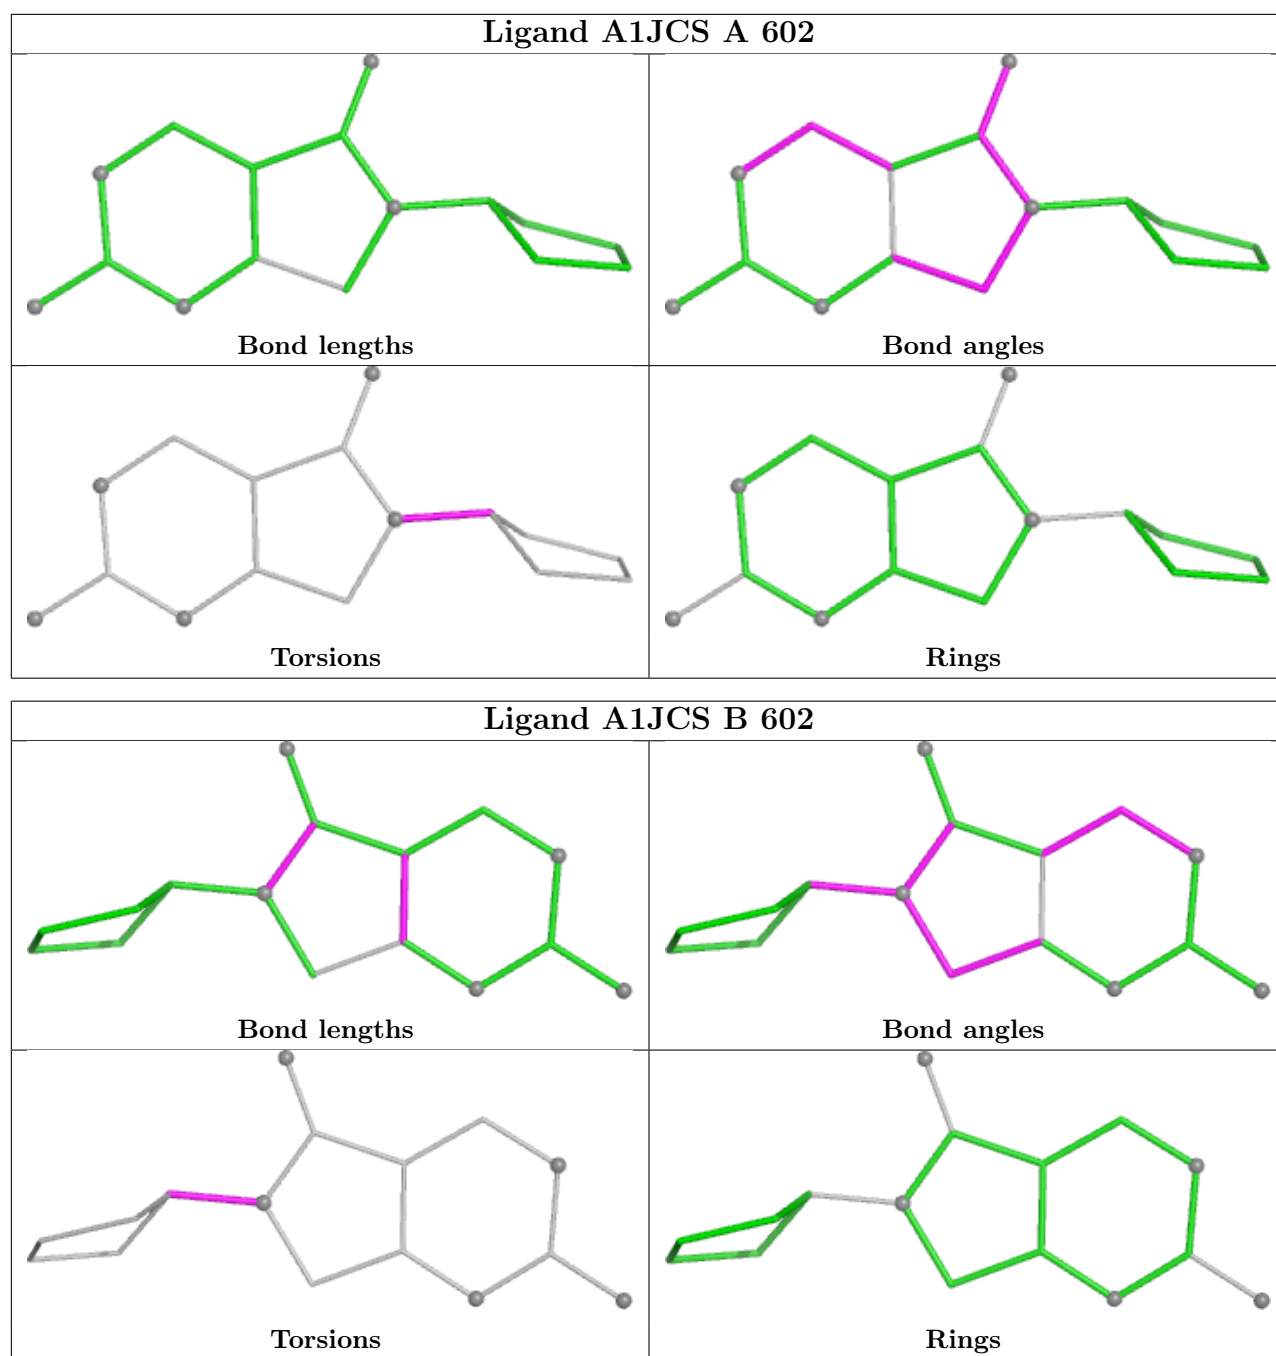 Ligand A1JCS A 602
Bond lengths
Bond angles
Torsions
Rings
Ligand A1JCS B 602
Bond lengths
Bond angles
Torsions
Rings